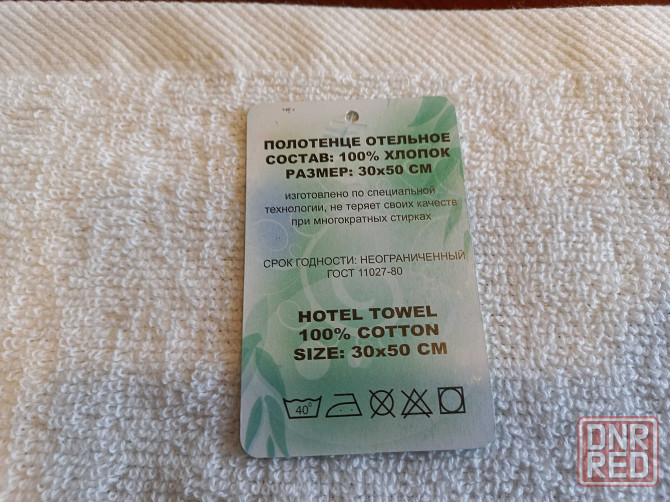 ПОЛОТЕНЦЕ ОТЕЛЬНОЕ
СОСТАВ: 100% ХЛОПОК
РАЗМЕР: 30x50 СМ
изготовлено по специальной
технологии, не теряет своих качеств
при многократных стирках
СРОК ГОДНОСТИ: НЕОГРАНИЧЕННЫЙ
ГОСТ 11027-80
HOTEL TOWEL
100% COTTON
SIZE: 30x50 CM
40°
DNR
RED